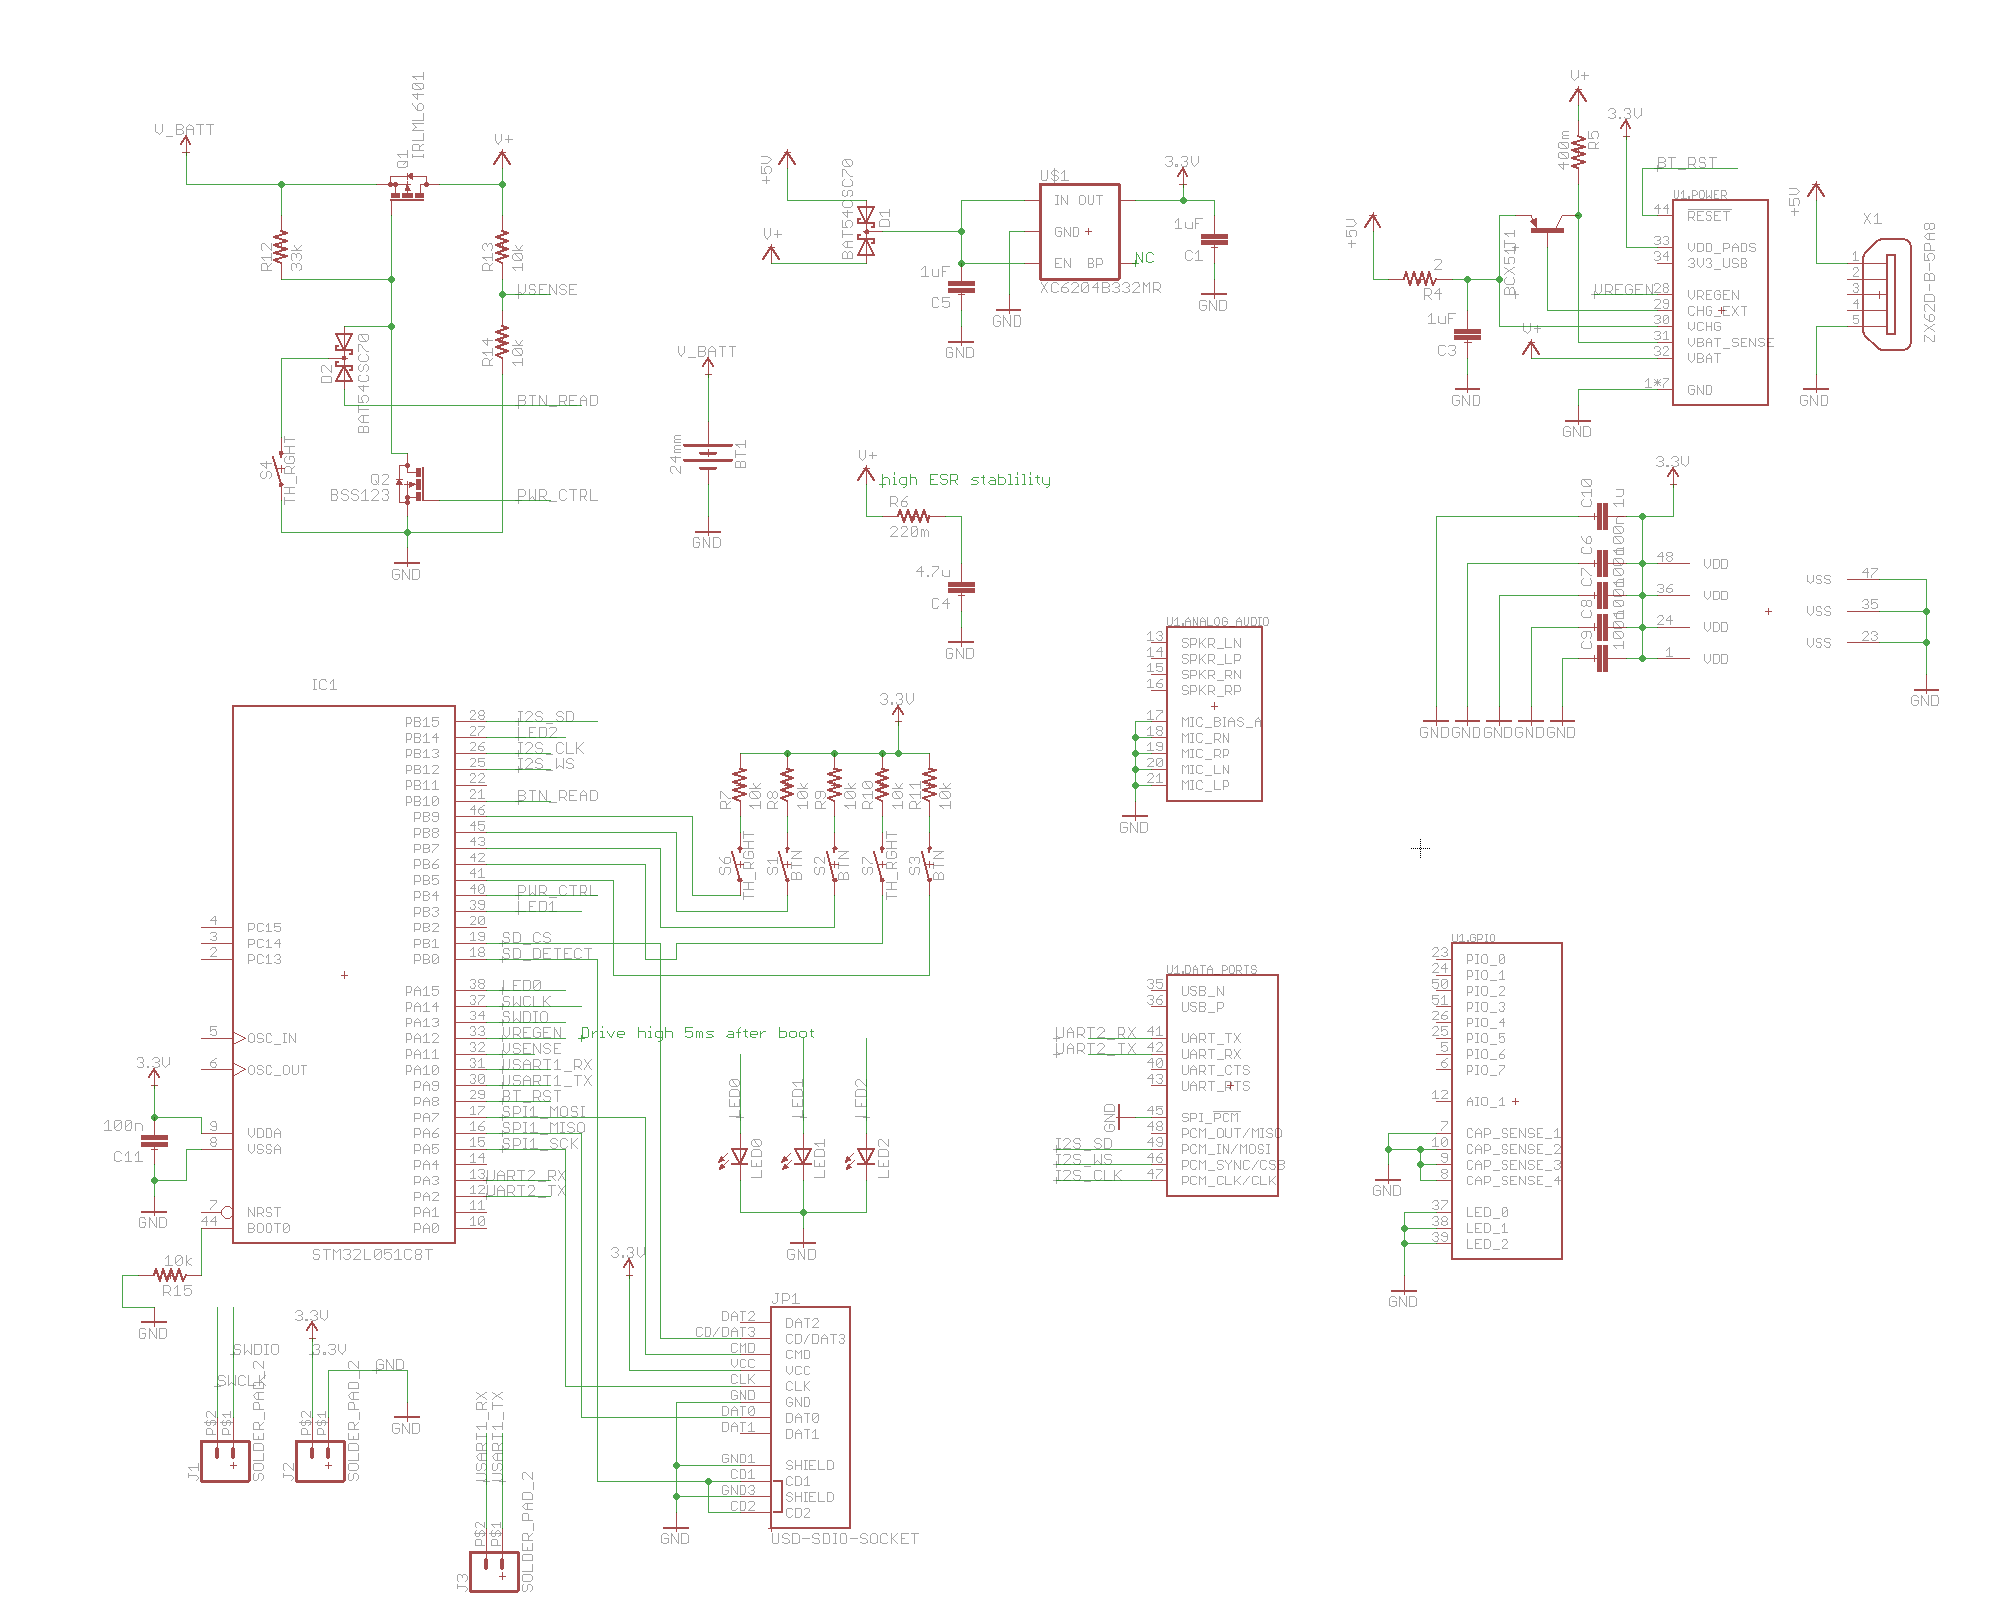 V_BATT
Q1
IRLML6401
V+
R12
33k
R13
10k
VSENSE
R14
10k
D2
BAT54CSC70
BTN_READ
S4
TH_RGHT
Q2
BSS123
PWR_CTRL
GND
V_BATT
24mm
BT1
GND
+5V
V+
BAT54CSC70
D1
1uF
C5
GND
U$1
IN OUT
GND
EN BP
XC6204B332MR
GND
NC
3.3V
1uF
C1
GND
V+
high ESR stablility
R6
220m
4.7u
C4
GND
V+
400m
R5
3.3V
BT_RST
+5V
2
R4
1uF
C3
GND
BCX51
J1
VREGEN
V+
U1.POWER
44 RESET
33 VDD_PADS
34 3V3_USB
28 VREGEN
29 CHG_EXT
30 VCHG
31 VBAT_SENSE
32 VBAT
1*7 GND
GND
+5V
X1
1
2
3
4
5
ZX62D-B-5PA8
GND
3.3V
C10
1u
C6
100n
C7
100n
C8
100n
C9
100n
48 VDD
36 VDD
24 VDD
1 VDD
VSS 47
VSS 35
VSS 23
GND
GND GND GND GND GND
U1.ANALOG AUDIO
13 SPKR_LN
14 SPKR_LP
15 SPKR_RN
16 SPKR_RP
17 MIC_BIAS_A
18 MIC_RN
19 MIC_RP
20 MIC_LN
21 MIC_LP
GND
IC1
PB15 28 I2S_SD
PB14 27 LED2
PB13 26 I2S_CLK
PB12 25 I2S_WS
PB11 22
PB10 21 BTN_READ
PB9 46
PB8 45
PB7 43
PB6 42
PB5 41
PB4 40 PWR_CTRL
PB3 39 LED1
PB2 20
PB1 19 SD_CS
PB0 18 SD_DETECT
PA15 38 LED0
PA14 37 SWCLK
PA13 34 SWDIO
PA12 33 VREGEN
Drive high 5ms after boot
PA11 32 VSENSE
PA10 31 USART1_RX
PA9 30 USART1_TX
PA8 29 BT_RST
PA7 17 SPI1_MOSI
PA6 16 SPI1_MISO
PA5 15 SPI1_SCK
PA4 14
PA3 13 UART2_RX
PA2 12 UART2_TX
PA1 11
PA0 10
4 PC15
3 PC14
2 PC13
5 OSC_IN
6 OSC_OUT
9 VDDA
8 VSSA
7 NRST
44 BOOT0
STM32L051C8T
3.3V
100n
C11
GND
10k
R15
GND
3.3V
R7
10k
R8
10k
R9
10k
R10
10k
R11
10k
S6
TH_RGHT
S1
BTN
S2
BTN
S7
TH_RGHT
S3
BTN
LED0
LED1
LED2
LED0
LED1
LED2
GND
U1.DATA PORTS
35 USB_N
36 USB_P
UART2_RX 41 UART_TX
UART2_TX 42 UART_RX
40 UART_CTS
43 UART_RTS
GND 45 SPI_PCM
48 PCM_OUT/MISO
I2S_SD 49 PCM_IN/MOSI
I2S_WS 46 PCM_SYNC/CSB
I2S_CLK 47 PCM_CLK/CLK
U1.GPIO
23 PIO_0
24 PIO_1
50 PIO_2
51 PIO_3
26 PIO_4
25 PIO_5
5 PIO_6
6 PIO_7
12 AIO_1
7 CAP_SENSE_1
10 CAP_SENSE_2
9 CAP_SENSE_3
8 CAP_SENSE_4
GND
37 LED_0
38 LED_1
39 LED_2
GND
SWDIO
SWCLK
P$2
P$1
J1
SOLDER_PAD_2
3.3V
3.3V
GND
GND
P$2
P$1
J2
SOLDER_PAD_2
USART1_RX
USART1_TX
P$2
P$1
J3
SOLDER_PAD_2
3.3V
JP1
DAT2 DAT2
CD/DAT3 CD/DAT3
CMD CMD
VCC VCC
CLK CLK
GND GND
DAT0 DAT0
DAT1 DAT1
GND1 SHIELD
CD1 CD1
GND3 SHIELD
CD2 CD2
USD-SDIO-SOCKET
GND